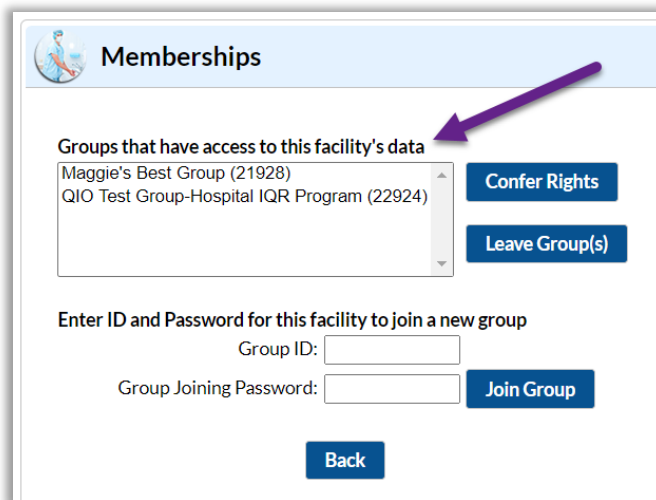 Memberships
Groups that have access to this facility's data
Maggie's Best Group (21928)
QIO Test Group-Hospital IQR Program (22924)
Confer Rights
Leave Group(s)
Enter ID and Password for this facility to join a new group
Group ID:
Group Joining Password:
Join Group
Back